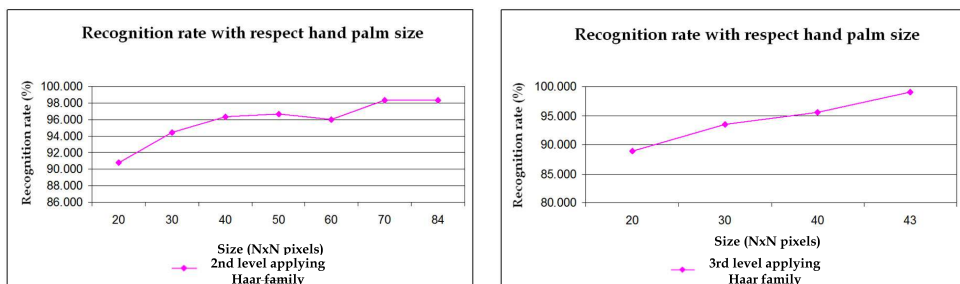 Recognition rate with respect hand palm size
Recognition rate (%)
100.000
98.000
96.000
94.000
92.000
90.000
88.000
86.000
20 30 40 50 60 70 84
Size (NxN pixels)
2nd level applying
Haar family
Recognition rate with respect hand palm size
Recognition rate (%)
100.000
95.000
90.000
85.000
80.000
20 30 40 43
Size (NxN pixels)
3rd level applying
Haar family